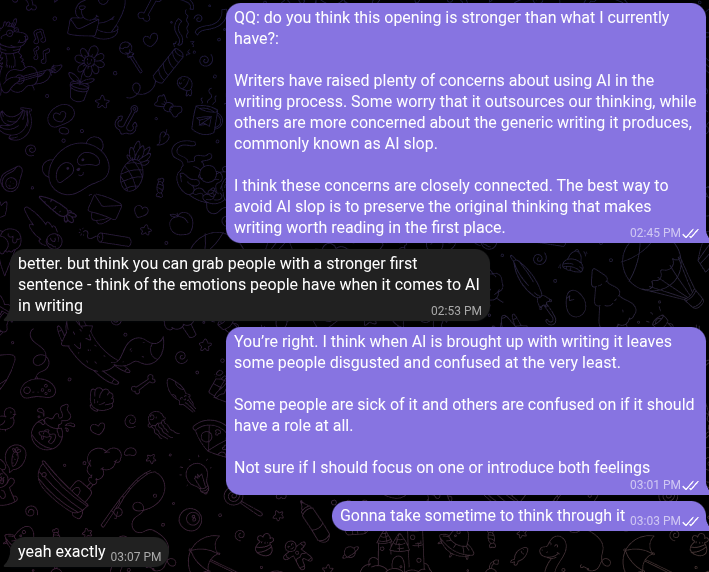 QQ: do you think this opening is stronger than what I currently
have?:
Writers have raised plenty of concerns about using AI in the
writing process. Some worry that it outsources our thinking, while
others are more concerned about the generic writing it produces,
commonly known as AI slop.
I think these concerns are closely connected. The best way to
avoid AI slop is to preserve the original thinking that makes
writing worth reading in the first place.
02:45 PM
better. but think you can grab people with a stronger first
sentence - think of the emotions people have when it comes to AI
in writing
02:53 PM
You’re right. I think when AI is brought up with writing it leaves
some people disgusted and confused at the very least.
Some people are sick of it and others are confused on if it should
have a role at all.
Not sure if I should focus on one or introduce both feelings
03:01 PM
Gonna take sometime to think through it 03:03 PM
yeah exactly 03:07 PM